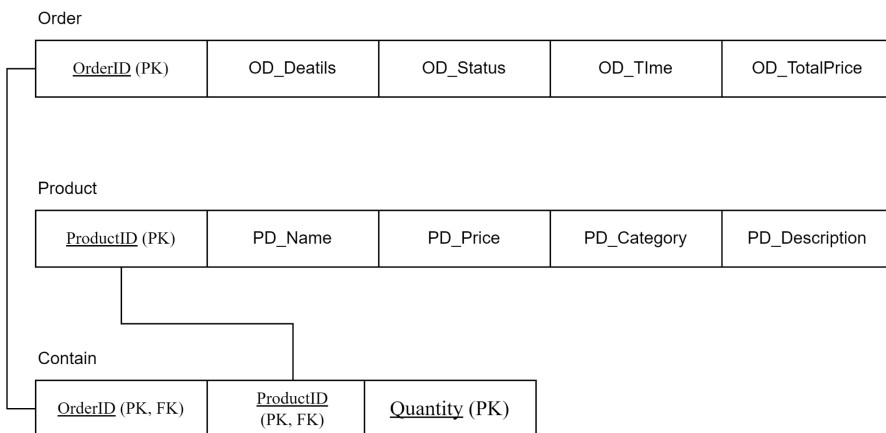 Order
OrderID (PK) OD_Deatils OD_Status OD_TIme OD_TotalPrice
Product
ProductID (PK) PD_Name PD_Price PD_Category PD_Description
Contain
OrderID (PK, FK) ProductID (PK, FK) Quantity (PK)